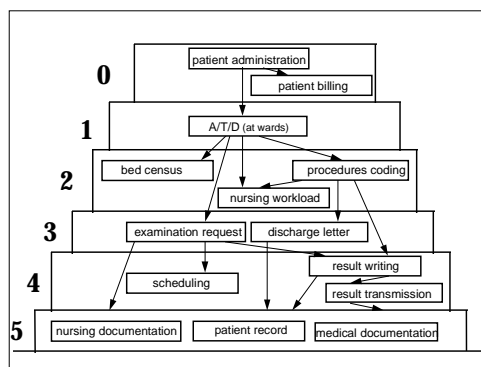 0
patient administration
patient billing
1
A/T/D (at wards)
2
bed census
procedures coding
nursing workload
3
examination request
discharge letter
4
result writing
scheduling
result transmission
5
nursing documentation
patient record
medical documentation